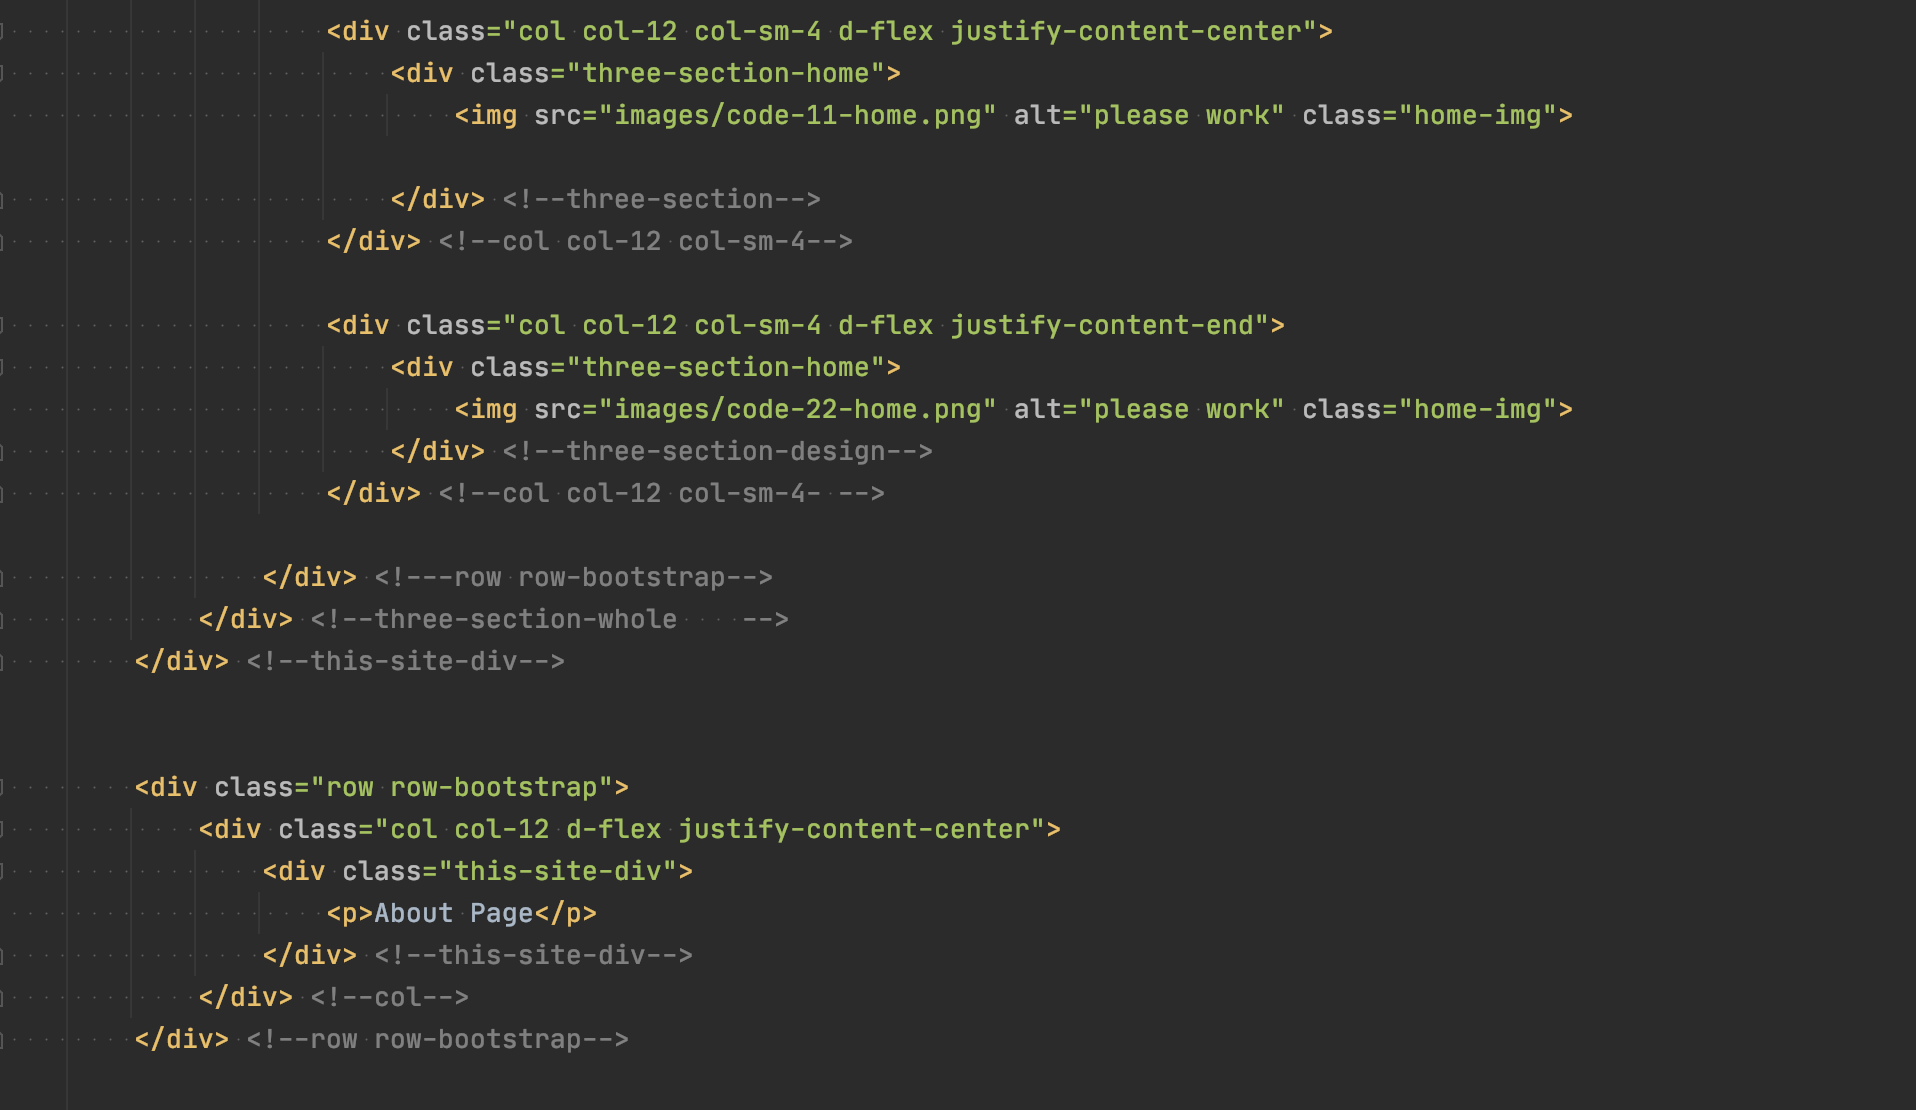 <div class="col col-12 col-sm-4 d-flex justify-content-center">
<div class="three-section-home">
<img src="images/code-11-home.png" alt="please work" class="home-img">
</div> <!--three-section-->
</div> <!--col col-12 col-sm-4-->
<div class="col col-12 col-sm-4 d-flex justify-content-end">
<div class="three-section-home">
<img src="images/code-22-home.png" alt="please work" class="home-img">
</div> <!--three-section-design-->
</div> <!--col col-12 col-sm-4- -->
</div> <!---row row-bootstrap-->
</div> <!--three-section-whole    -->
</div> <!--this-site-div-->
<div class="row row-bootstrap">
<div class="col col-12 d-flex justify-content-center">
<div class="this-site-div">
<p>About Page</p>
</div> <!--this-site-div-->
</div> <!--col-->
</div> <!--row row-bootstrap-->